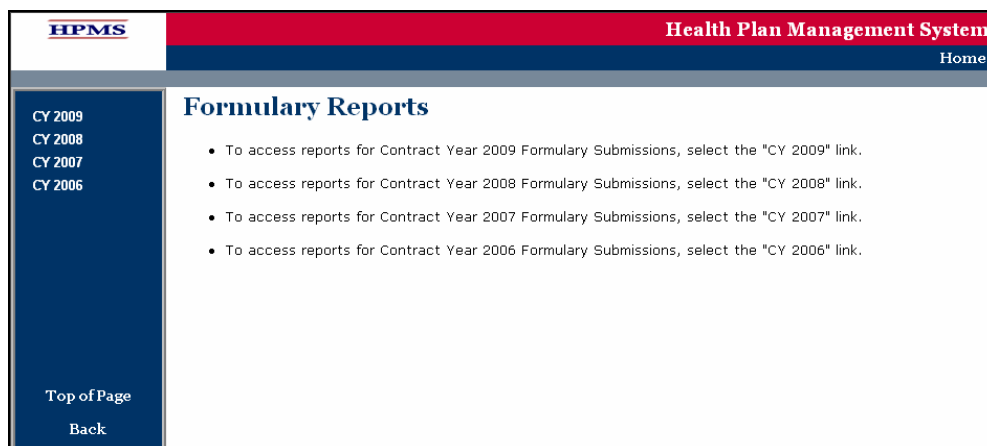 HPMS
Health Plan Management System
Home
CY 2009
CY 2008
CY 2007
CY 2006
Formulary Reports
• To access reports for Contract Year 2009 Formulary Submissions, select the "CY 2009" link.
• To access reports for Contract Year 2008 Formulary Submissions, select the "CY 2008" link.
• To access reports for Contract Year 2007 Formulary Submissions, select the "CY 2007" link.
• To access reports for Contract Year 2006 Formulary Submissions, select the "CY 2006" link.
Top of Page
Back